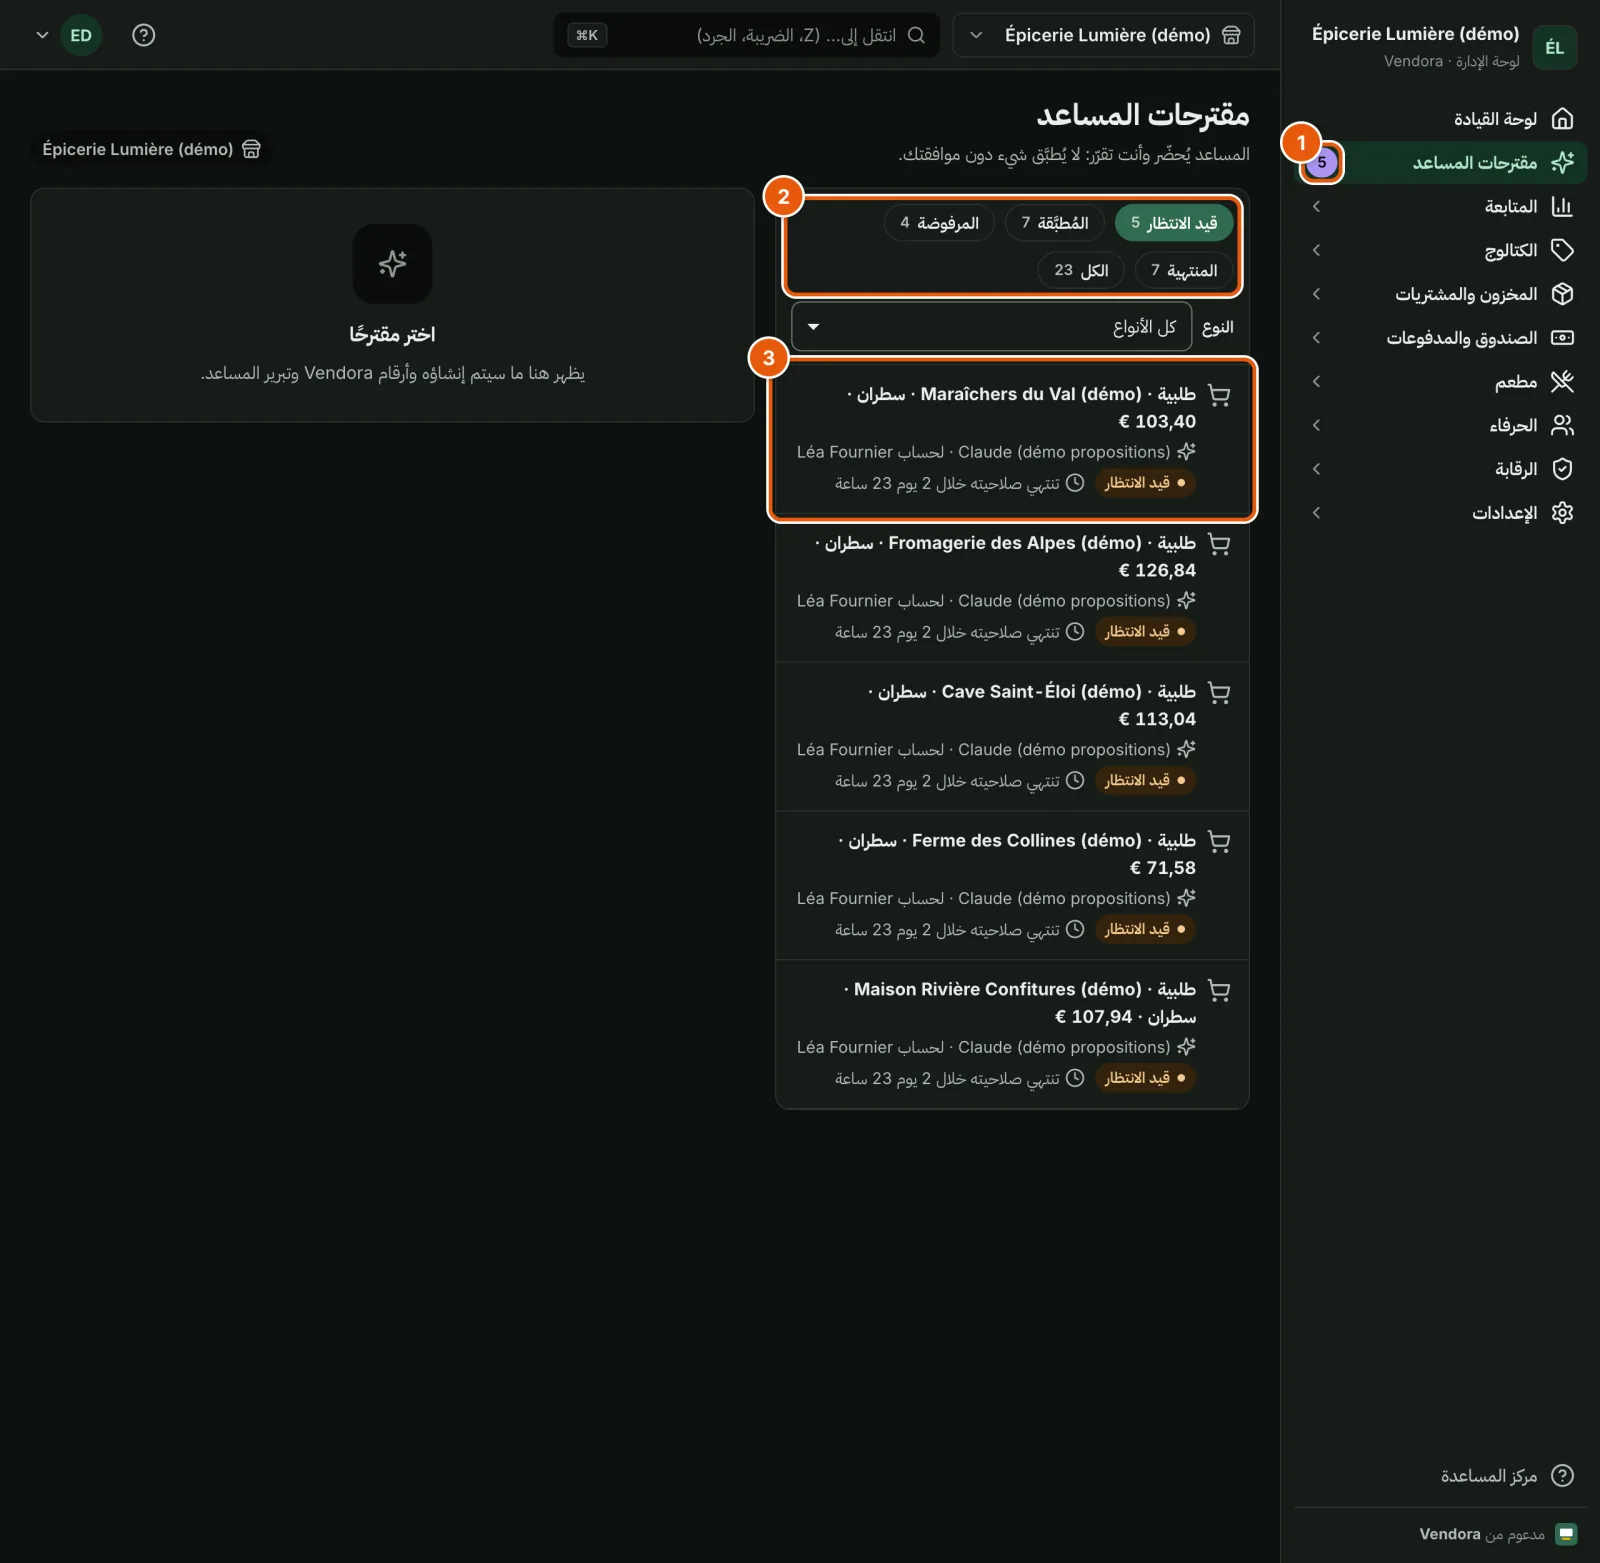 Épicerie Lumière (démo)
لوحة الإدارة · Vendora
ÉL
Épicerie Lumière (démo)
انتقل إلى... (Z، الضريبة، الجرد)
⌘K
ED
لوحة القيادة
مقترحات المساعد
5
1
المتابعة
الكتالوج
المخزون والمشتريات
الصندوق والمدفوعات
مطعم
الحرفاء
الرقابة
الإعدادات
مركز المساعدة
مدعوم من Vendora
مقترحات المساعد
المساعد يُحضّر وأنت تقرّر: لا يُطبَّق شيء دون موافقتك.
Épicerie Lumière (démo)
2
قيد الانتظار 5
المُطبَّقة 7
المرفوضة 4
المنتهية 7
الكل 23
النوع
كل الأنواع
3
طلبية · Maraîchers du Val (démo) · سطران ·
103,40 €
Claude (démo propositions) · لحساب Léa Fournier
قيد الانتظار
تنتهي صلاحيته خلال 2 يوم 23 ساعة
طلبية · Fromagerie des Alpes (démo) · سطران ·
126,84 €
Claude (démo propositions) · لحساب Léa Fournier
قيد الانتظار
تنتهي صلاحيته خلال 2 يوم 23 ساعة
طلبية · Cave Saint-Éloi (démo) · سطران ·
113,04 €
Claude (démo propositions) · لحساب Léa Fournier
قيد الانتظار
تنتهي صلاحيته خلال 2 يوم 23 ساعة
طلبية · Ferme des Collines (démo) · سطران ·
71,58 €
Claude (démo propositions) · لحساب Léa Fournier
قيد الانتظار
تنتهي صلاحيته خلال 2 يوم 23 ساعة
طلبية · Maison Rivière Confitures (démo) ·
سطران · 107,94 €
Claude (démo propositions) · لحساب Léa Fournier
قيد الانتظار
تنتهي صلاحيته خلال 2 يوم 23 ساعة
اختر مقترحًا
يظهر هنا ما سيتم إنشاؤه وأرقام Vendora وتبرير المساعد.